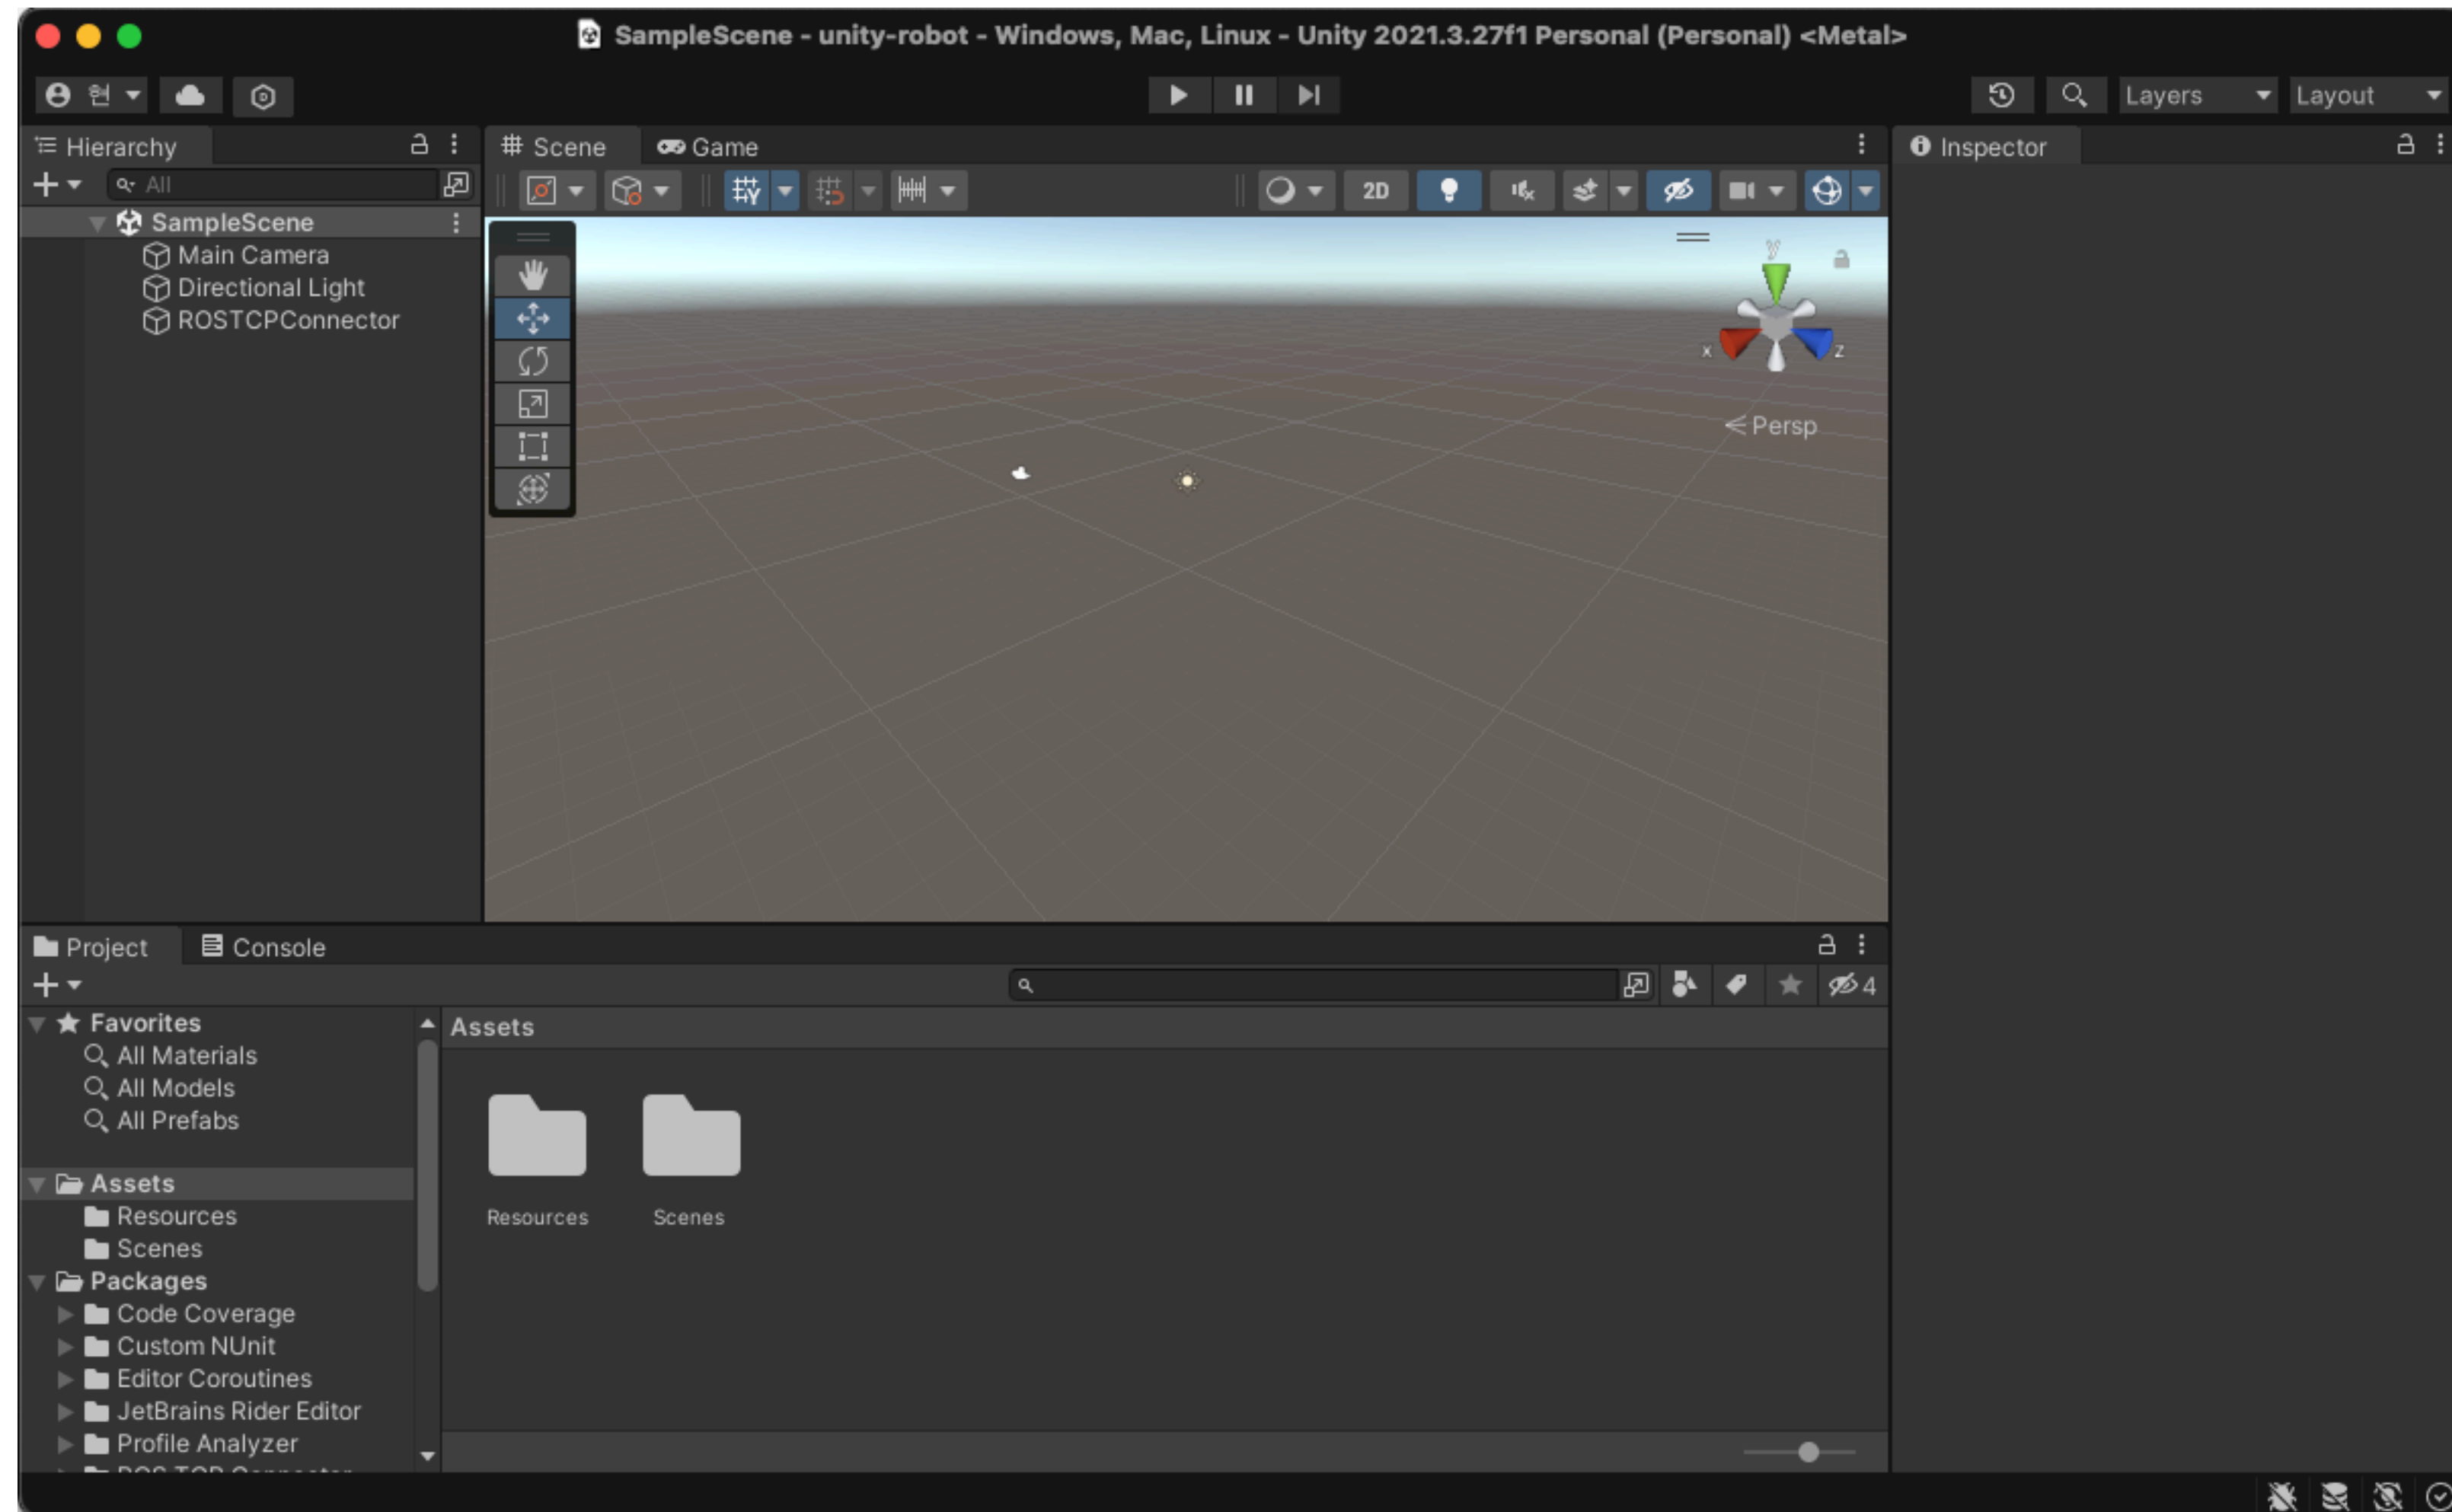 SampleScene - unity-robot - Windows, Mac, Linux - Unity 2021.3.27f1 Personal (Personal) <Metal>
Layers
Layout
Hierarchy
Scene
Game
Inspector
All
2D
SampleScene
Main Camera
Directional Light
ROSTCPConnector
y
x
z
Persp
Project
Console
4
Favorites
All Materials
All Models
All Prefabs
Assets
Resources
Scenes
Packages
Code Coverage
Custom NUnit
Editor Coroutines
JetBrains Rider Editor
Profile Analyzer
Assets
Resources
Scenes